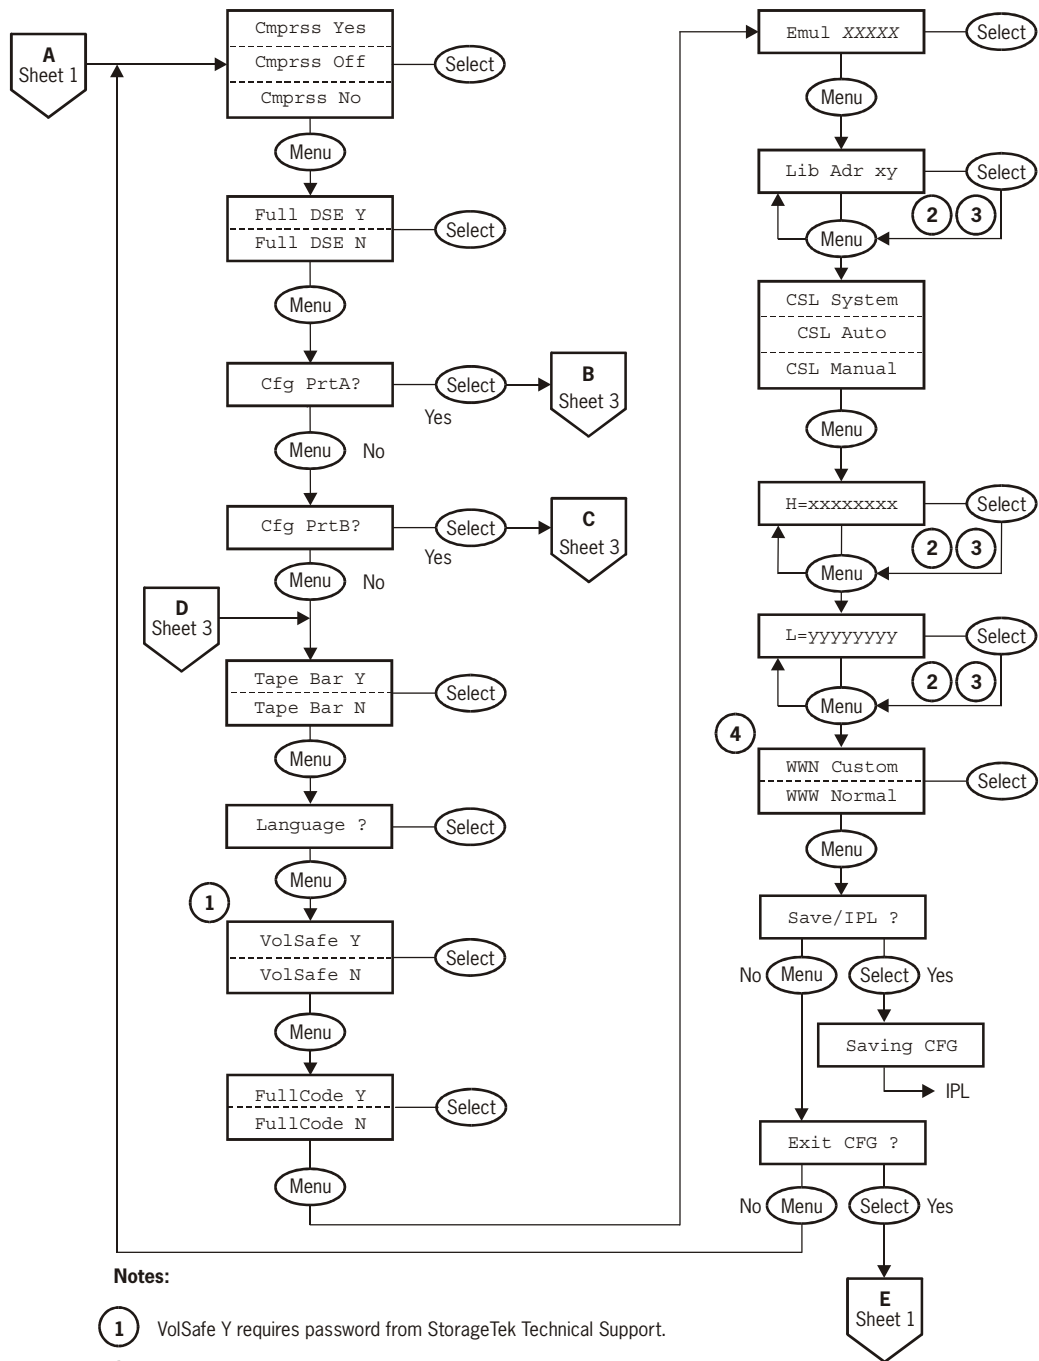 A
Sheet 1
Cmprss Yes
Cmprss Off
Cmprss No
Select
Menu
Full DSE Y
Full DSE N
Select
Menu
Cfg PrtA?
Select
Yes
B
Sheet 3
Menu
No
Cfg PrtB?
Select
Yes
C
Sheet 3
Menu
No
D
Sheet 3
Tape Bar Y
Tape Bar N
Select
Menu
Language ?
Select
Menu
1
VolSafe Y
VolSafe N
Select
Menu
FullCode Y
FullCode N
Select
Menu
Emul XXXXX
Select
Menu
Lib Adr xy
Select
2 3
Menu
CSL System
CSL Auto
CSL Manual
Menu
H=xxxxxxxx
Select
2 3
Menu
L=yyyyyyyy
Select
2 3
Menu
4
WWN Custom
WWW Normal
Select
Menu
Save/IPL ?
No Menu
Select Yes
Saving CFG
IPL
Exit CFG ?
No Menu
Select Yes
E
Sheet 1
Notes:
1 VolSafe Y requires password from StorageTek Technical Support.